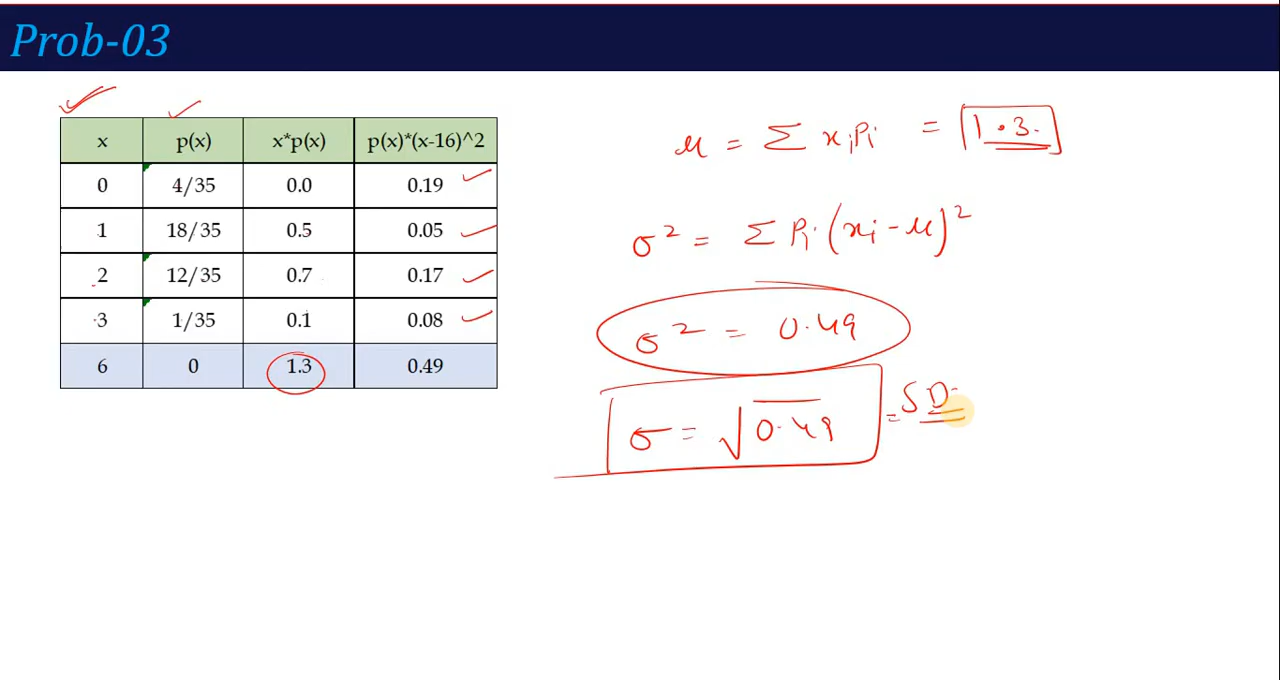 Prob-03
x p(x) x*p(x) p(x)*(x-16)^2
0 4/35 0.0 0.19
1 18/35 0.5 0.05
2 12/35 0.7 0.17
3 1/35 0.1 0.08
6 0 1.3 0.49
μ = Σ xᵢPᵢ = 1.3.
σ² = Σ Pᵢ (xᵢ - μ)²
σ² = 0.49
σ = √0.49 = SD